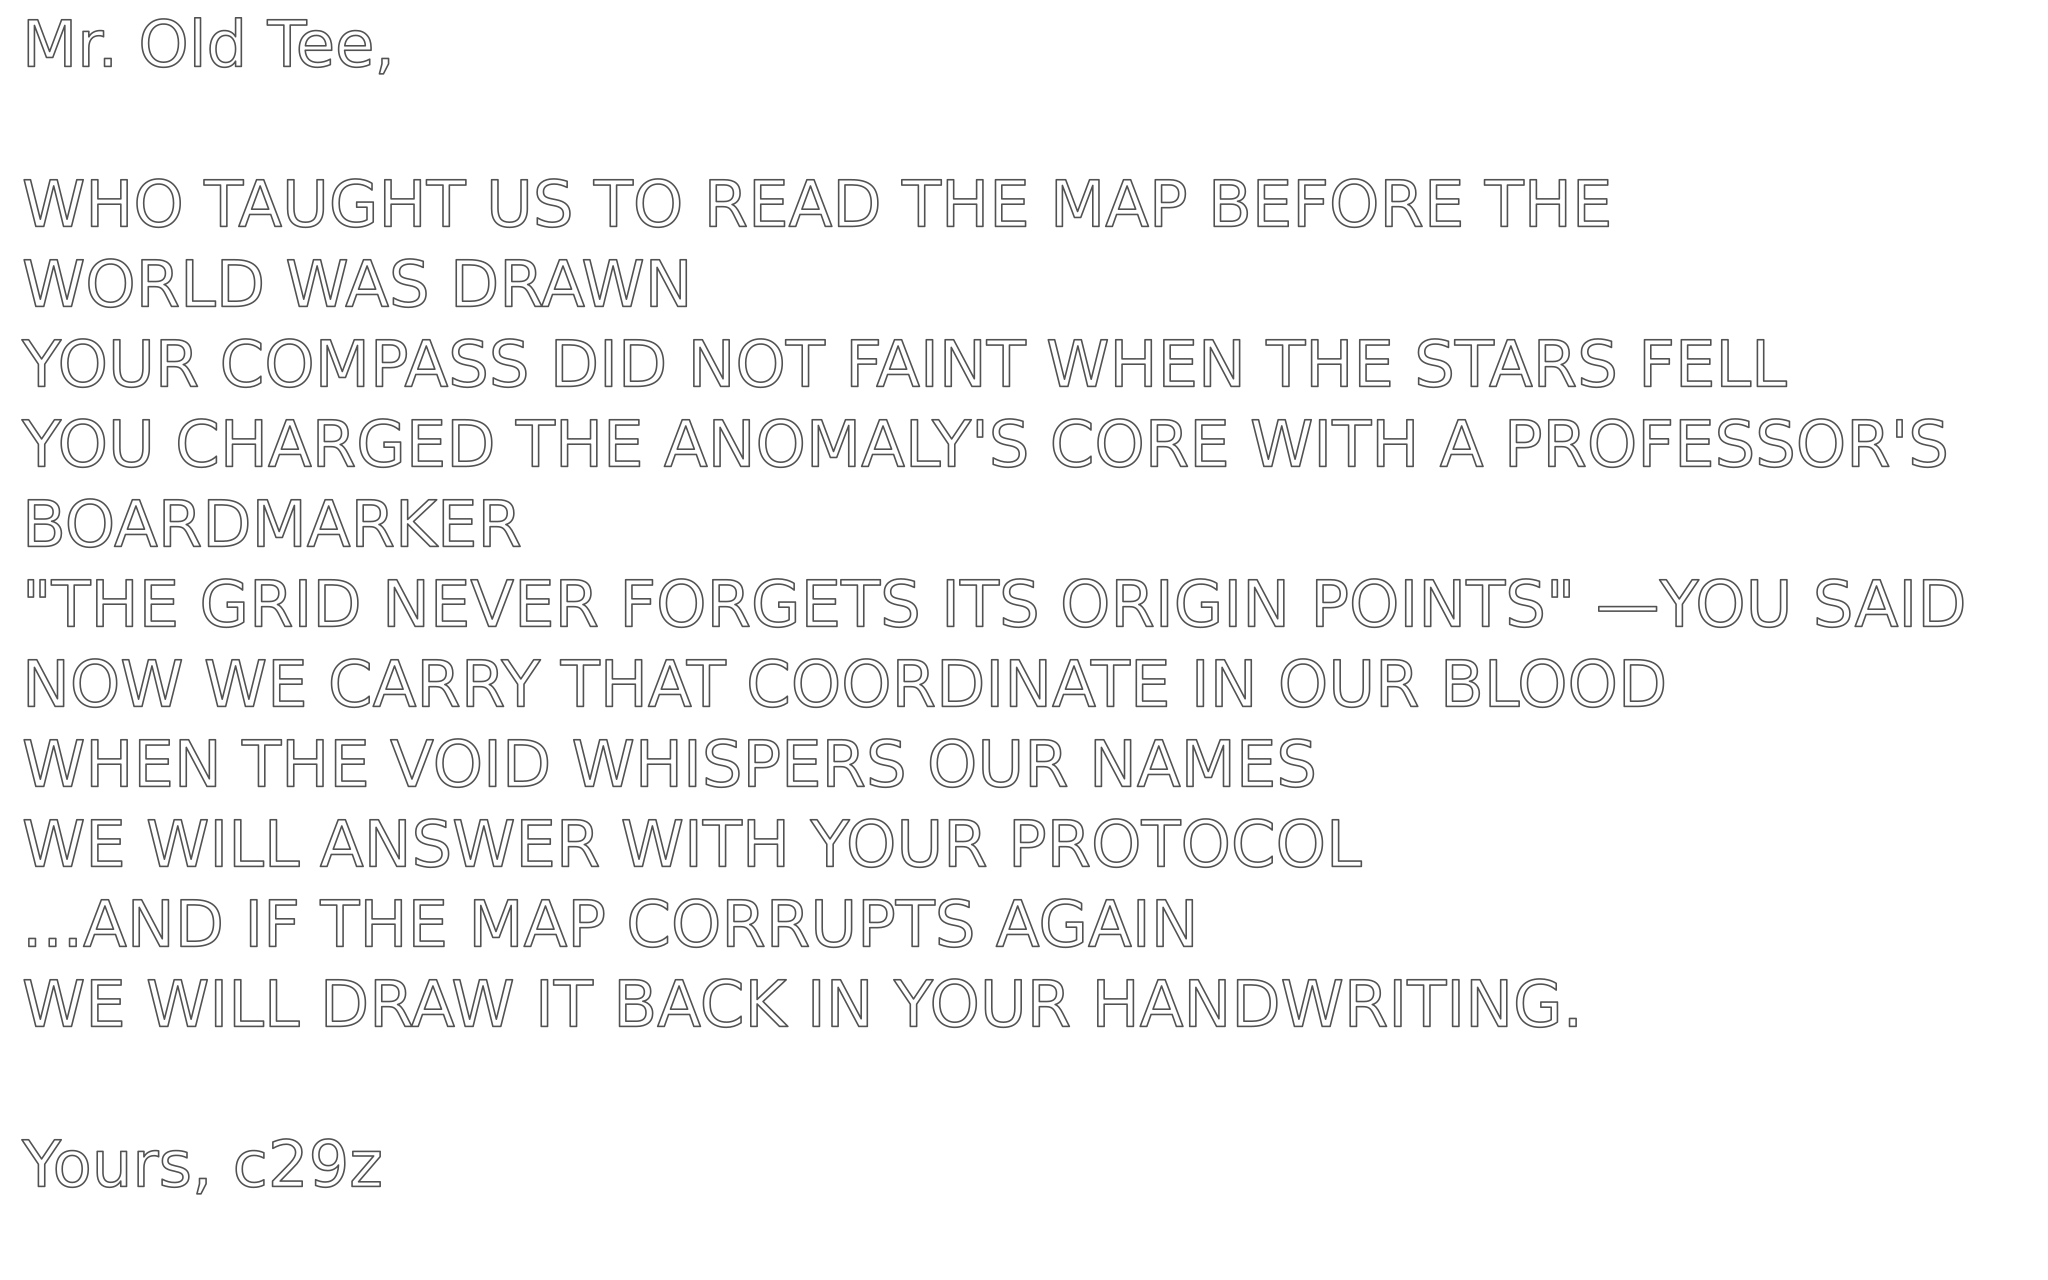 Mr. Old Tee,
WHO TAUGHT US TO READ THE MAP BEFORE THE
WORLD WAS DRAWN
YOUR COMPASS DID NOT FAINT WHEN THE STARS FELL
YOU CHARGED THE ANOMALY'S CORE WITH A PROFESSOR'S
BOARDMARKER
"THE GRID NEVER FORGETS ITS ORIGIN POINTS" —YOU SAID
NOW WE CARRY THAT COORDINATE IN OUR BLOOD
WHEN THE VOID WHISPERS OUR NAMES
WE WILL ANSWER WITH YOUR PROTOCOL
...AND IF THE MAP CORRUPTS AGAIN
WE WILL DRAW IT BACK IN YOUR HANDWRITING.
Yours, c29z